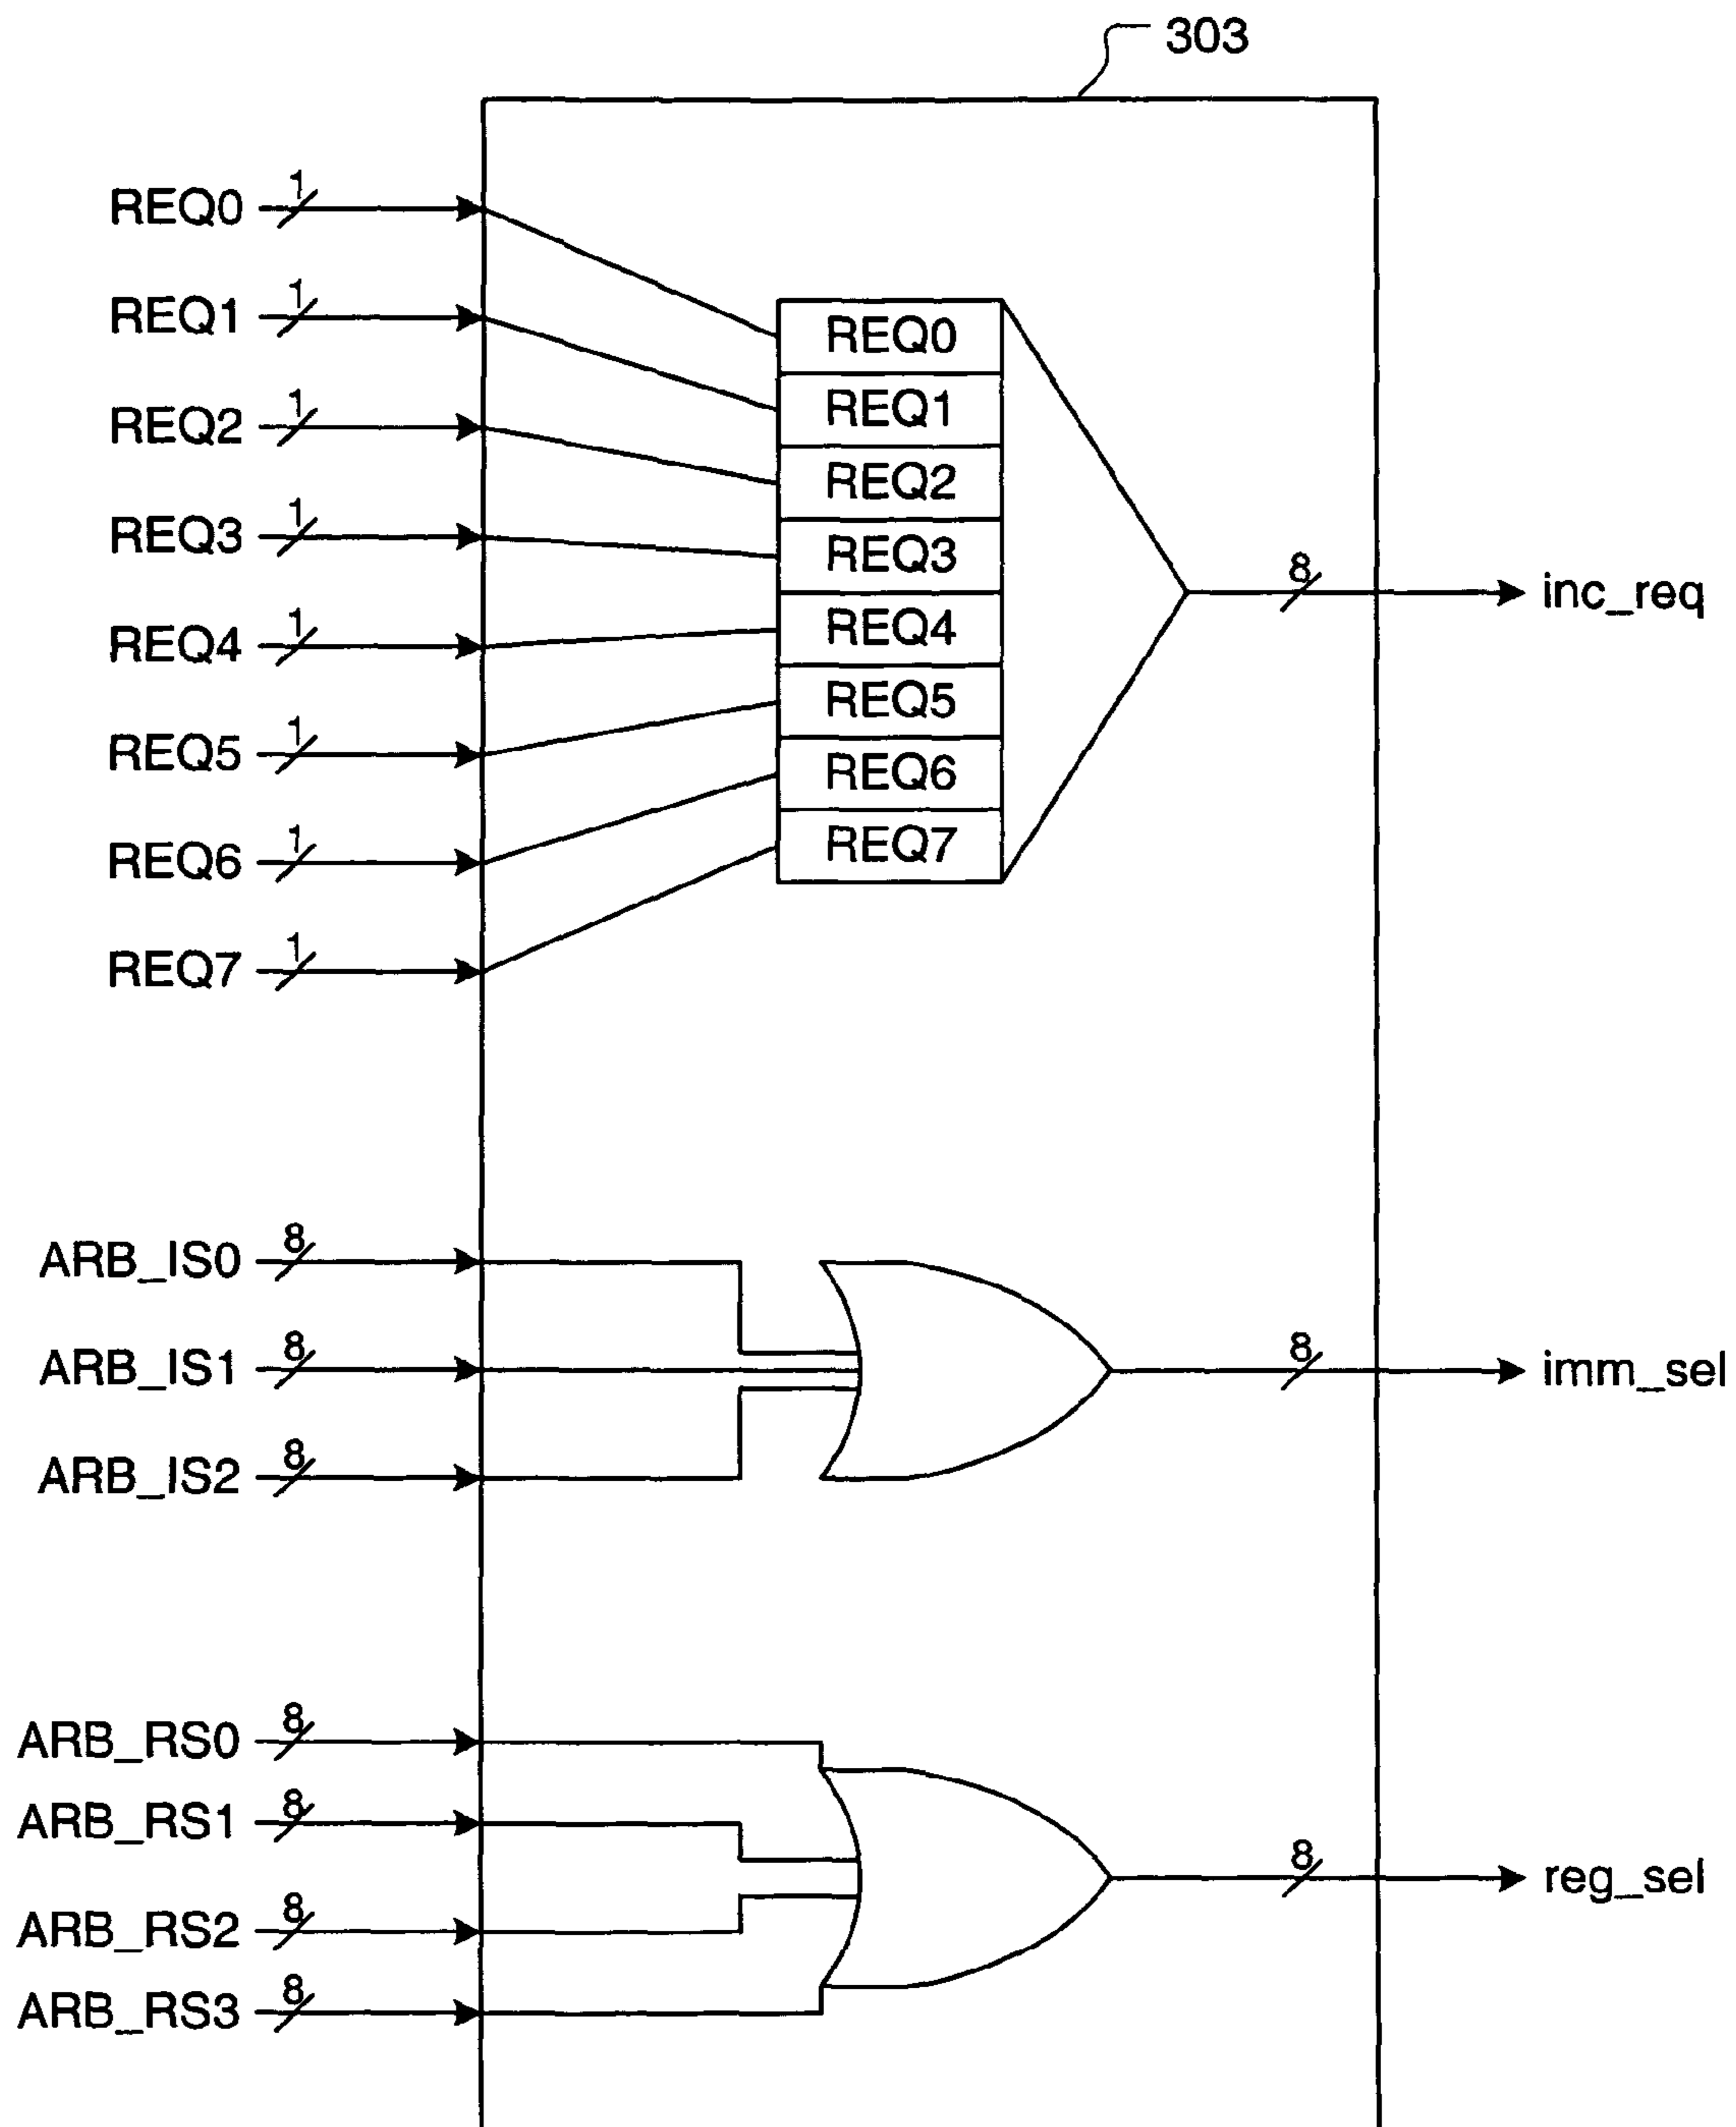 303
REQ0 1
REQ1 1
REQ2 1
REQ3 1
REQ4 1
REQ5 1
REQ6 1
REQ7 1
REQ0
REQ1
REQ2
REQ3
REQ4
REQ5
REQ6
REQ7
8 inc_req
ARB_IS0 8
ARB_IS1 8
ARB_IS2 8
8 imm_sel
ARB_RS0 8
ARB_RS1 8
ARB_RS2 8
ARB_RS3 8
8 reg_sel